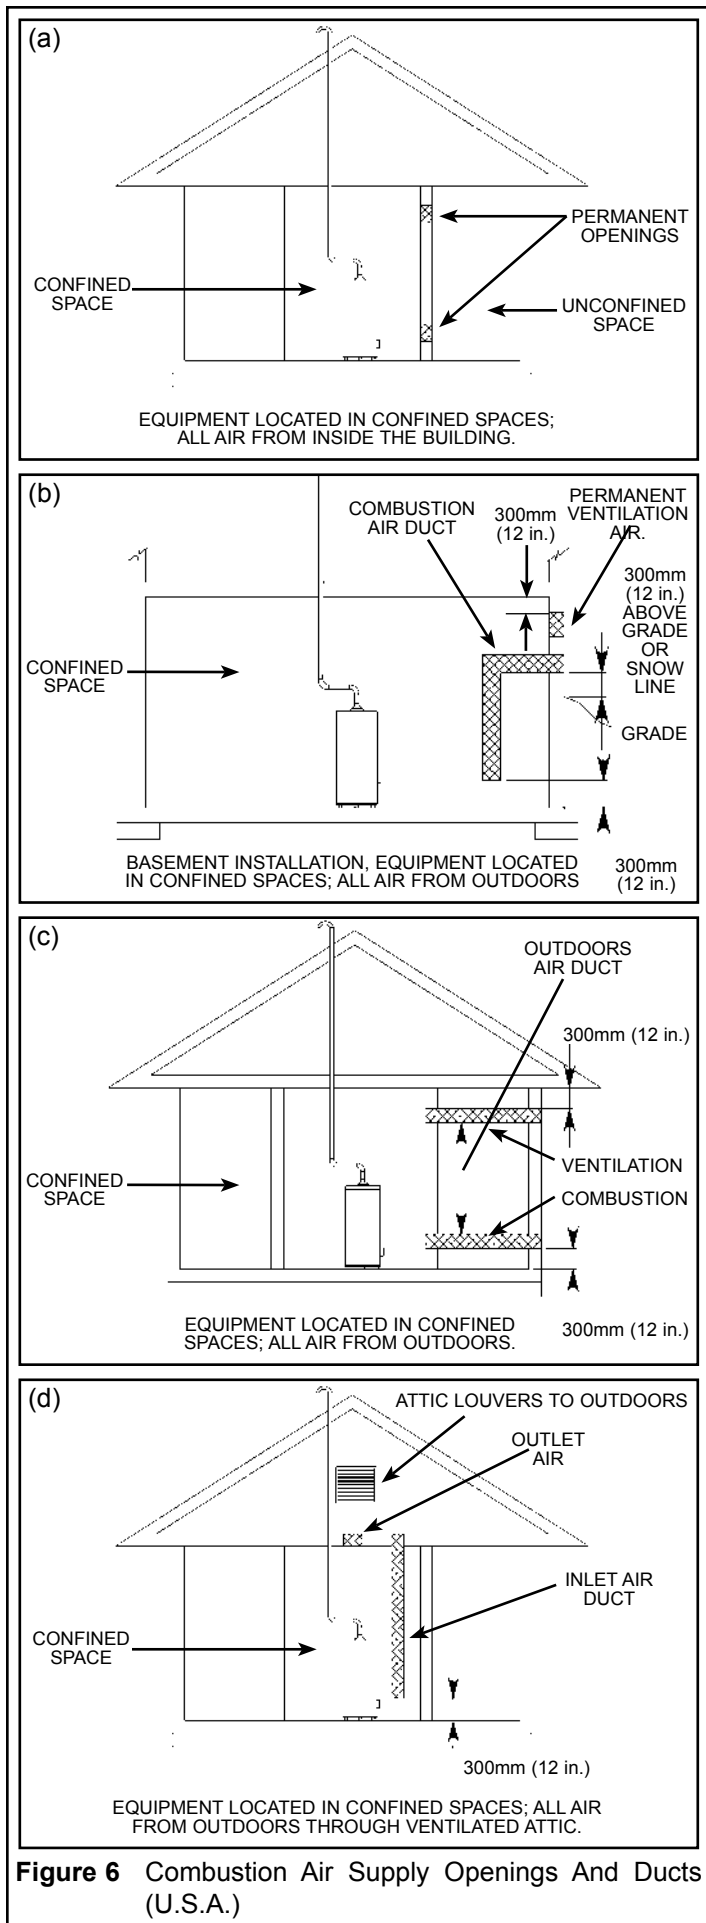 (a)
PERMANENT
OPENINGS
CONFINED
SPACE
UNCONFINED
SPACE
EQUIPMENT LOCATED IN CONFINED SPACES;
ALL AIR FROM INSIDE THE BUILDING.
(b)
COMBUSTION
AIR DUCT
300mm
(12 in.)
PERMANENT
VENTILATION
AIR.
300mm
(12 in.)
ABOVE
GRADE
OR
SNOW
LINE
CONFINED
SPACE
GRADE
BASEMENT INSTALLATION, EQUIPMENT LOCATED
IN CONFINED SPACES; ALL AIR FROM OUTDOORS
300mm
(12 in.)
(c)
OUTDOORS
AIR DUCT
300mm (12 in.)
CONFINED
SPACE
VENTILATION
COMBUSTION
EQUIPMENT LOCATED IN CONFINED
SPACES; ALL AIR FROM OUTDOORS.
300mm (12 in.)
(d)
ATTIC LOUVERS TO OUTDOORS
OUTLET
AIR
INLET AIR
DUCT
CONFINED
SPACE
300mm (12 in.)
EQUIPMENT LOCATED IN CONFINED SPACES; ALL AIR
FROM OUTDOORS THROUGH VENTILATED ATTIC.
Figure 6 Combustion Air Supply Openings And Ducts
(U.S.A.)